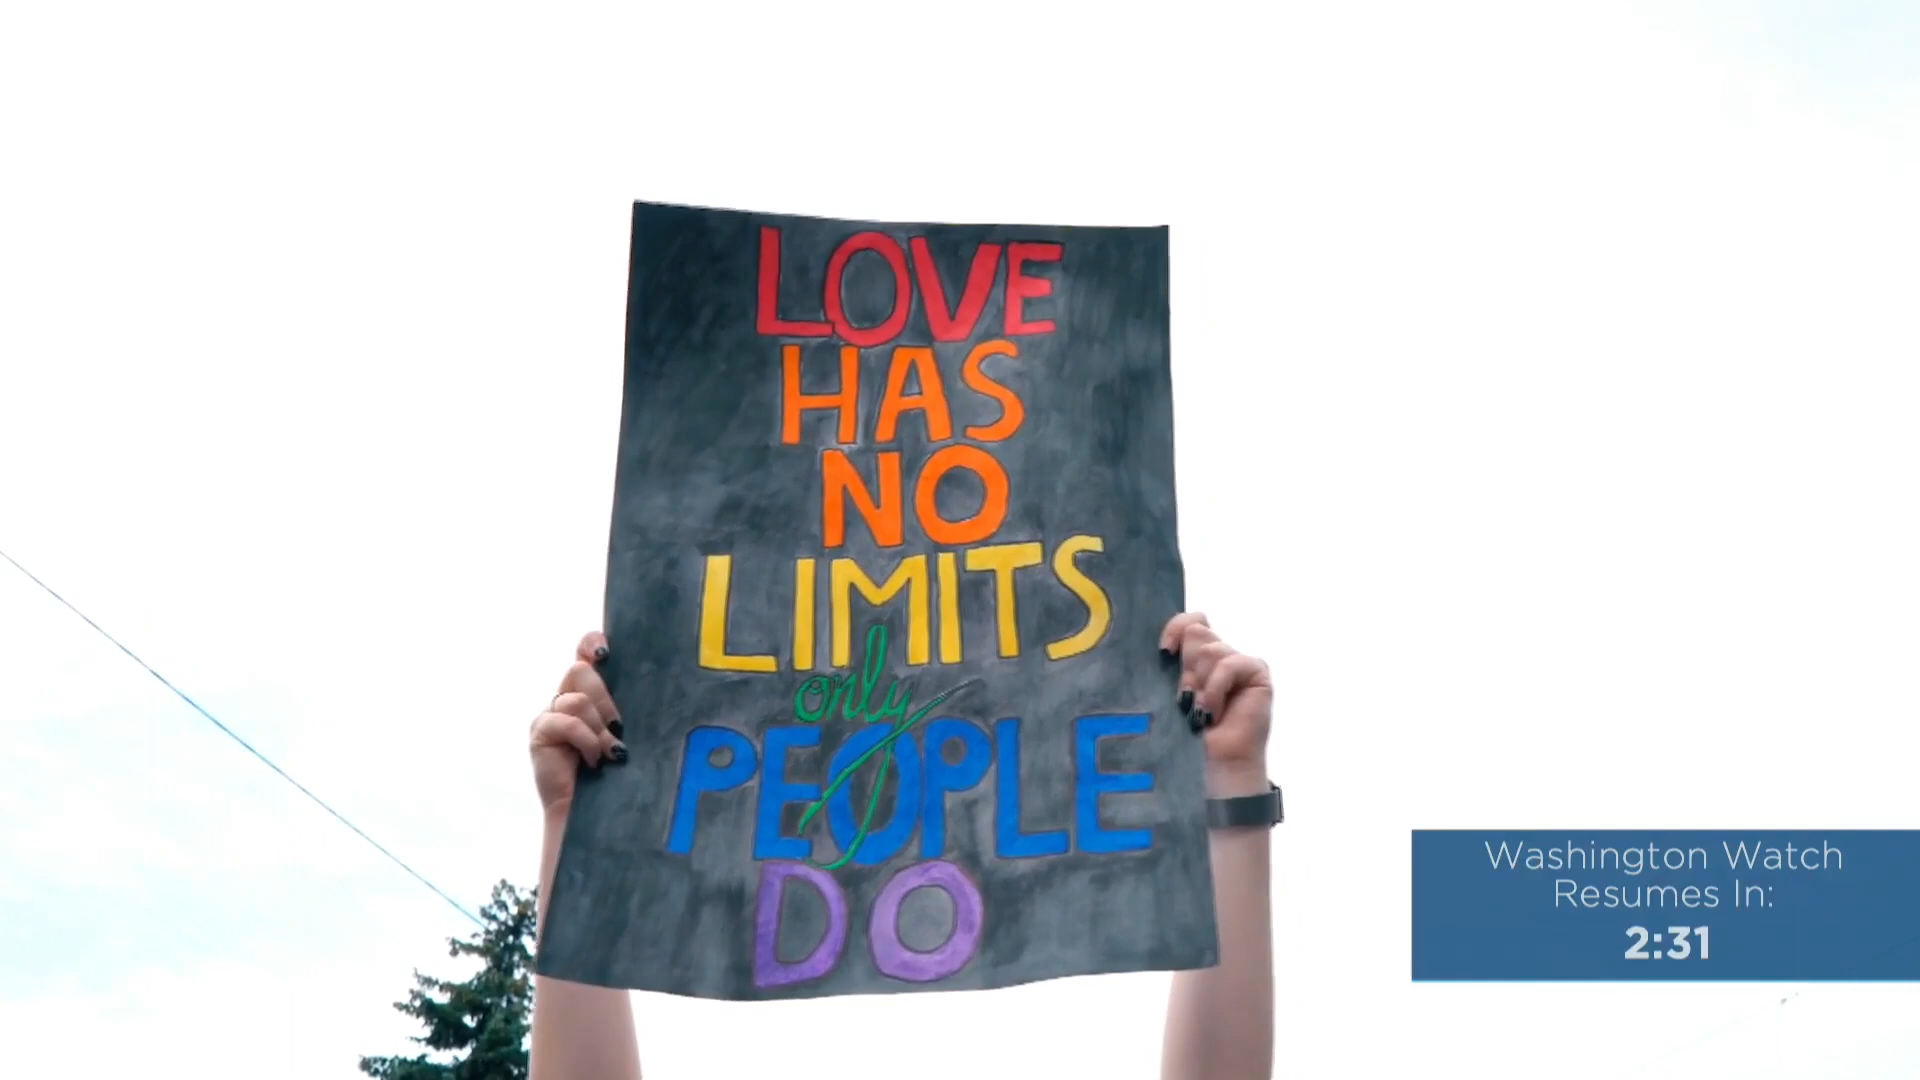 LOVE
HAS
NO
LIMITS
only
PEOPLE
DO
Washington Watch
Resumes In:
2:31